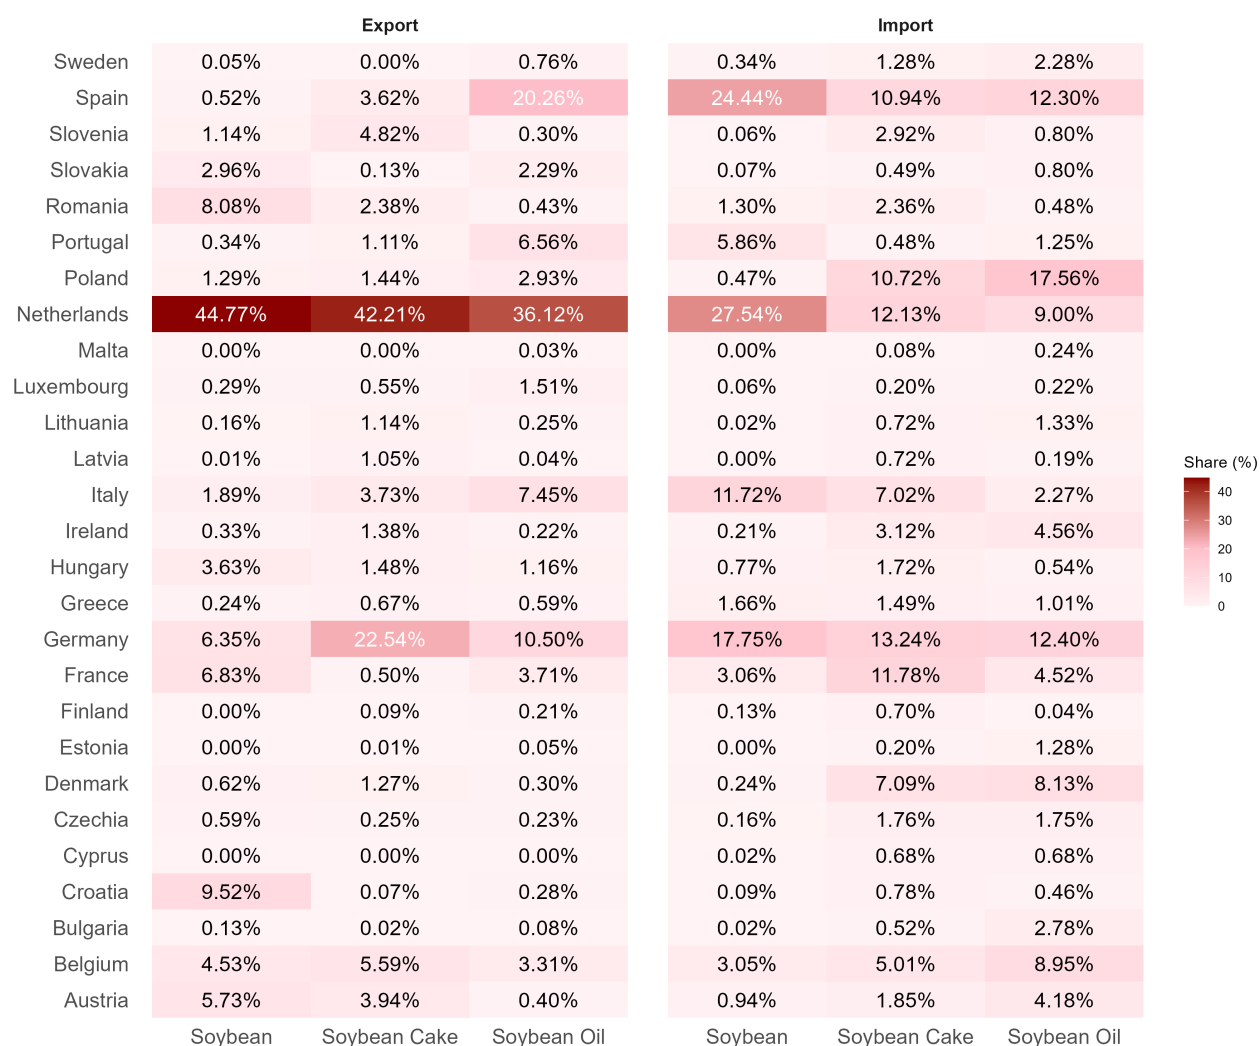 Export Import
Sweden 0.05% 0.00% 0.76% 0.34% 1.28% 2.28%
Spain 0.52% 3.62% 20.26% 24.44% 10.94% 12.30%
Slovenia 1.14% 4.82% 0.30% 0.06% 2.92% 0.80%
Slovakia 2.96% 0.13% 2.29% 0.07% 0.49% 0.80%
Romania 8.08% 2.38% 0.43% 1.30% 2.36% 0.48%
Portugal 0.34% 1.11% 6.56% 5.86% 0.48% 1.25%
Poland 1.29% 1.44% 2.93% 0.47% 10.72% 17.56%
Netherlands 44.77% 42.21% 36.12% 27.54% 12.13% 9.00%
Malta 0.00% 0.00% 0.03% 0.00% 0.08% 0.24%
Luxembourg 0.29% 0.55% 1.51% 0.06% 0.20% 0.22%
Lithuania 0.16% 1.14% 0.25% 0.02% 0.72% 1.33%
Latvia 0.01% 1.05% 0.04% 0.00% 0.72% 0.19%
Italy 1.89% 3.73% 7.45% 11.72% 7.02% 2.27%
Ireland 0.33% 1.38% 0.22% 0.21% 3.12% 4.56%
Hungary 3.63% 1.48% 1.16% 0.77% 1.72% 0.54%
Greece 0.24% 0.67% 0.59% 1.66% 1.49% 1.01%
Germany 6.35% 22.54% 10.50% 17.75% 13.24% 12.40%
France 6.83% 0.50% 3.71% 3.06% 11.78% 4.52%
Finland 0.00% 0.09% 0.21% 0.13% 0.70% 0.04%
Estonia 0.00% 0.01% 0.05% 0.00% 0.20% 1.28%
Denmark 0.62% 1.27% 0.30% 0.24% 7.09% 8.13%
Czechia 0.59% 0.25% 0.23% 0.16% 1.76% 1.75%
Cyprus 0.00% 0.00% 0.00% 0.02% 0.68% 0.68%
Croatia 9.52% 0.07% 0.28% 0.09% 0.78% 0.46%
Bulgaria 0.13% 0.02% 0.08% 0.02% 0.52% 2.78%
Belgium 4.53% 5.59% 3.31% 3.05% 5.01% 8.95%
Austria 5.73% 3.94% 0.40% 0.94% 1.85% 4.18%
Soybean Soybean Cake Soybean Oil Soybean Soybean Cake Soybean Oil
Share (%)
40
30
20
10
0